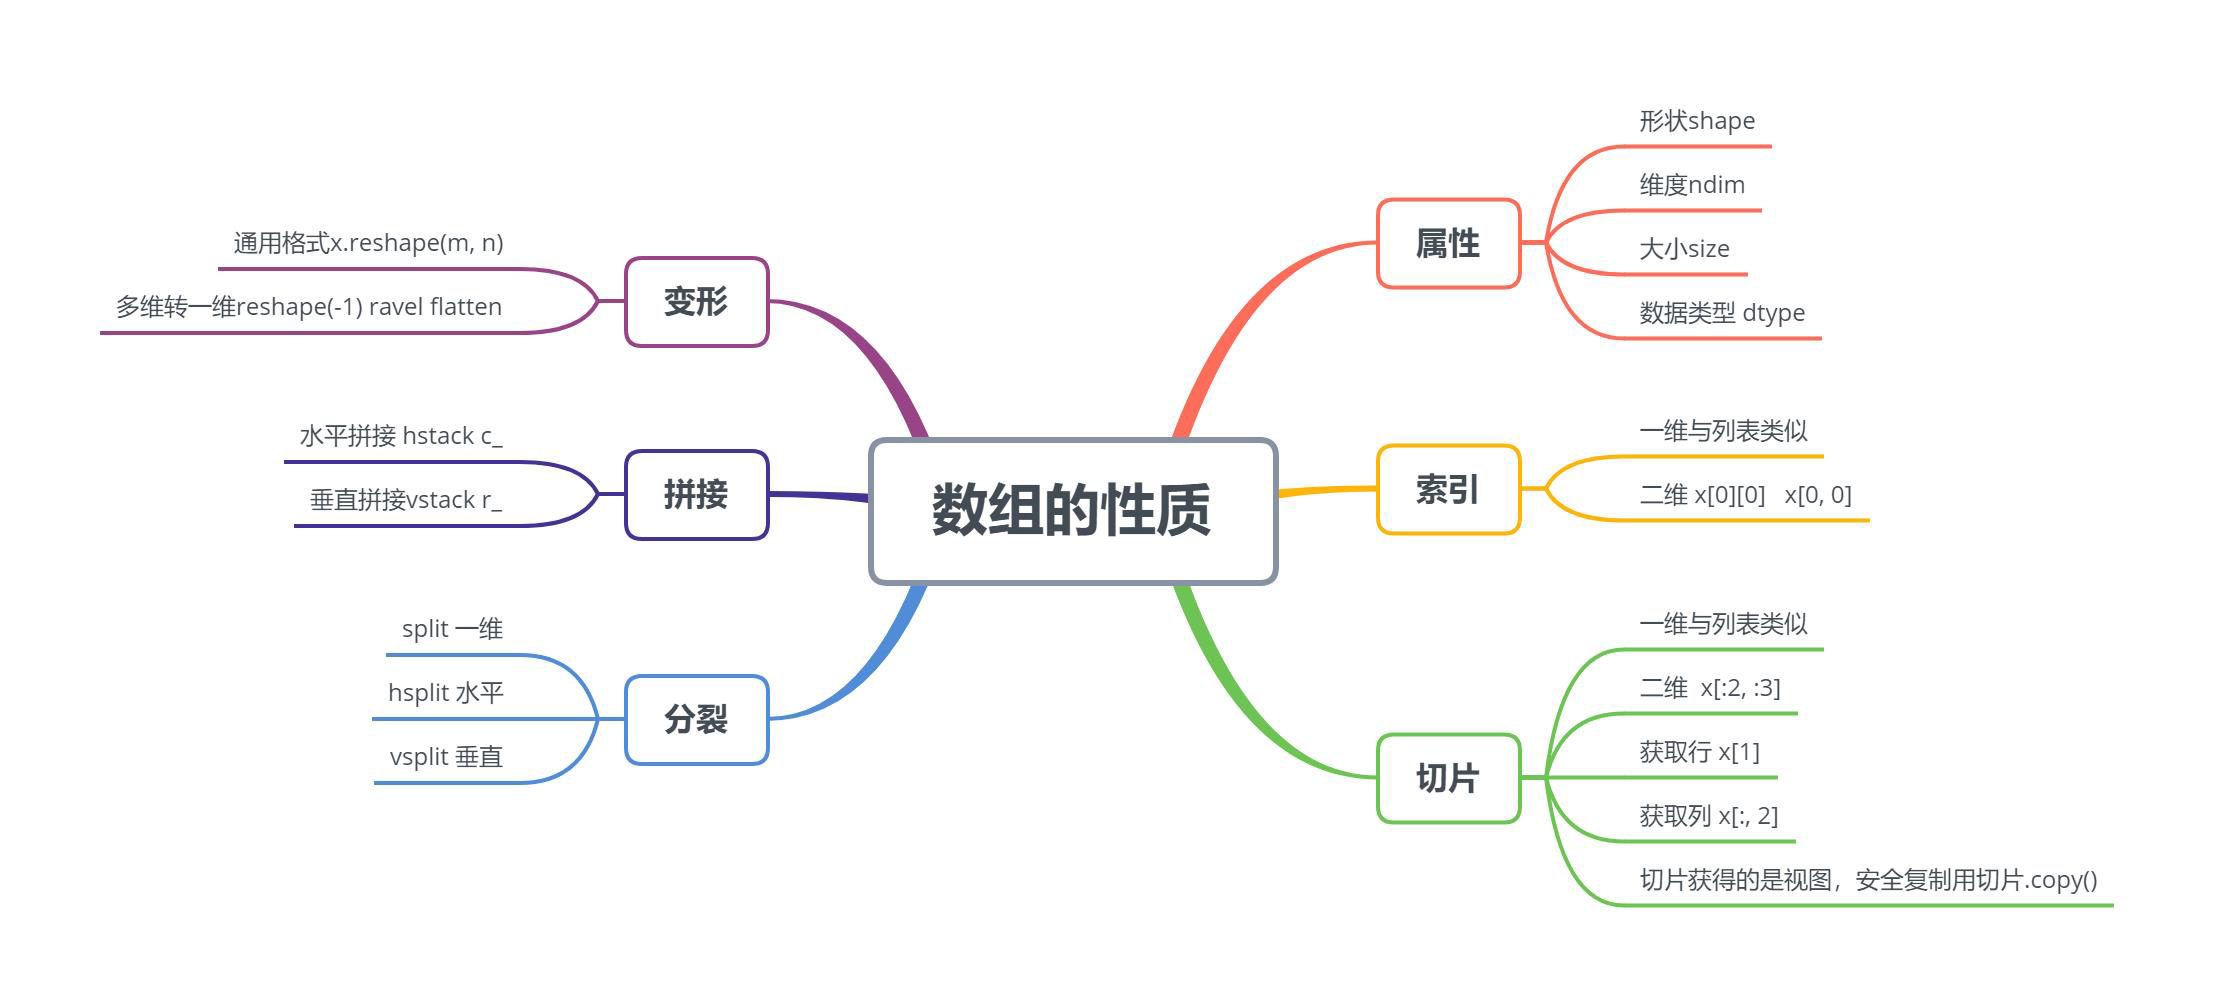 数组的性质
属性
形状shape
维度ndim
大小size
数据类型 dtype
索引
一维与列表类似
二维 x[0][0]   x[0, 0]
切片
一维与列表类似
二维  x[:2, :3]
获取行 x[1]
获取列 x[:, 2]
切片获得的是视图，安全复制用切片.copy()
变形
通用格式x.reshape(m, n)
多维转一维reshape(-1) ravel flatten
拼接
水平拼接 hstack c_
垂直拼接vstack r_
分裂
split 一维
hsplit 水平
vsplit 垂直